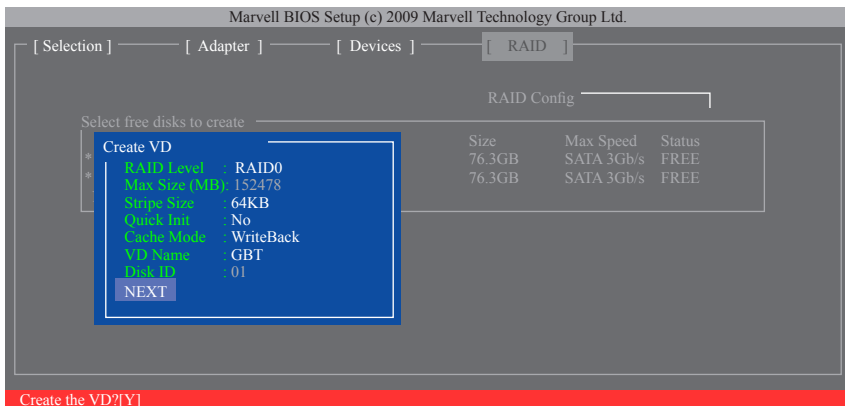 Marvell BIOS Setup (c) 2009 Marvell Technology Group Ltd.
[ Selection ] [ Adapter ] [ Devices ] [ RAID ]
RAID Config
Select free disks to create
Size Max Speed Status
* 76.3GB SATA 3Gb/s FREE
* 76.3GB SATA 3Gb/s FREE
Create VD
RAID Level : RAID0
Max Size (MB): 152478
Stripe Size : 64KB
Quick Init : No
Cache Mode : WriteBack
VD Name : GBT
Disk ID : 01
NEXT
Create the VD?[Y]